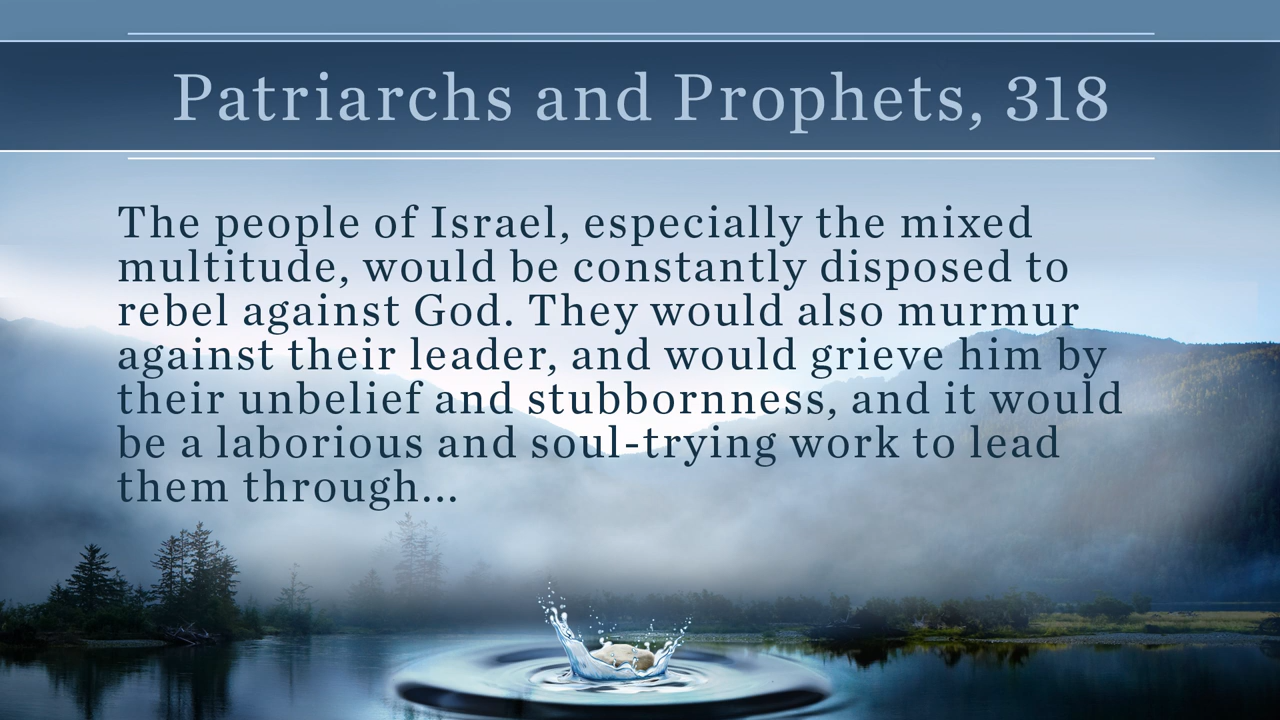 Patriarchs and Prophets, 318
The people of Israel, especially the mixed
multitude, would be constantly disposed to
rebel against God. They would also murmur
against their leader, and would grieve him by
their unbelief and stubbornness, and it would
be a laborious and soul-trying work to lead
them through...